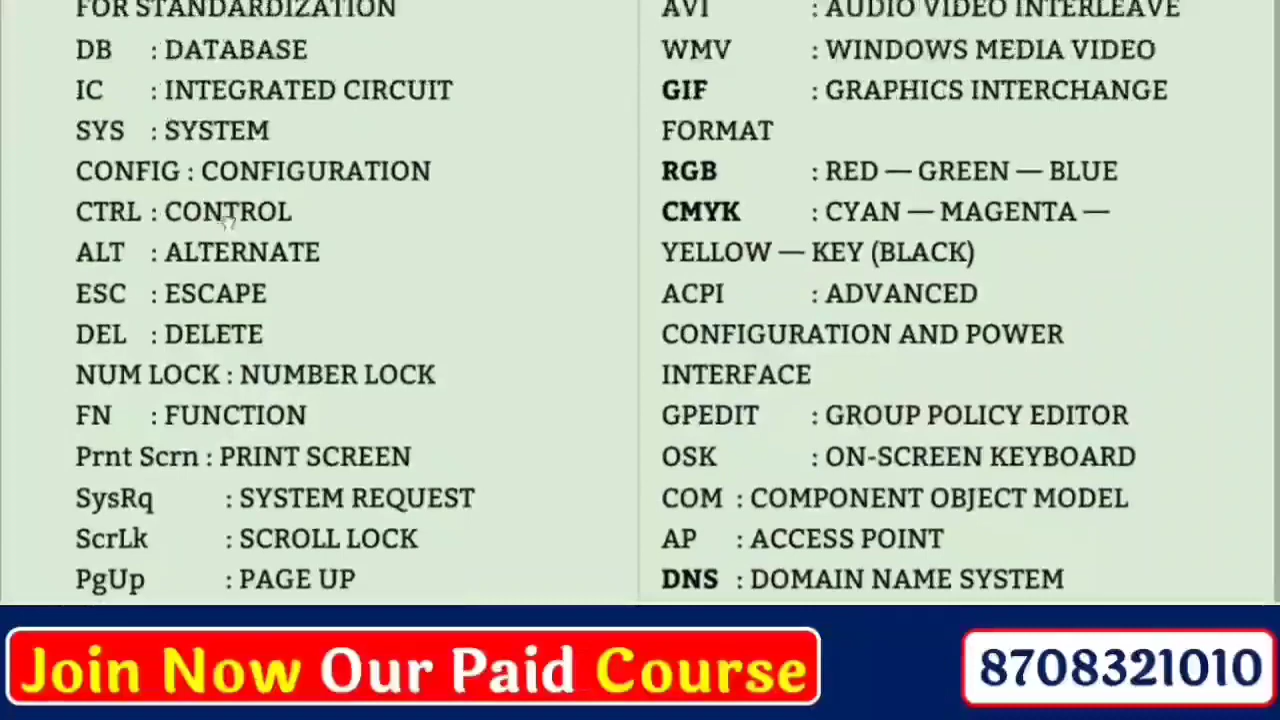 FOR STANDARDIZATION
DB : DATABASE
IC : INTEGRATED CIRCUIT
SYS : SYSTEM
CONFIG : CONFIGURATION
CTRL : CONTROL
ALT : ALTERNATE
ESC : ESCAPE
DEL : DELETE
NUM LOCK : NUMBER LOCK
FN : FUNCTION
Prnt Scrn : PRINT SCREEN
SysRq : SYSTEM REQUEST
ScrLk : SCROLL LOCK
PgUp : PAGE UP
AVI : AUDIO VIDEO INTERLEAVE
WMV : WINDOWS MEDIA VIDEO
GIF : GRAPHICS INTERCHANGE
FORMAT
RGB : RED — GREEN — BLUE
CMYK : CYAN — MAGENTA —
YELLOW — KEY (BLACK)
ACPI : ADVANCED
CONFIGURATION AND POWER
INTERFACE
GPEDIT : GROUP POLICY EDITOR
OSK : ON-SCREEN KEYBOARD
COM : COMPONENT OBJECT MODEL
AP : ACCESS POINT
DNS : DOMAIN NAME SYSTEM
Join Now Our Paid Course
8708321010